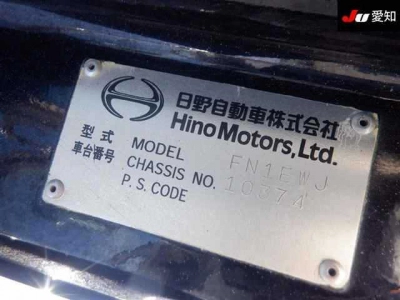 JU 愛知
日野自動車株式会社
Hino Motors, Ltd.
型式 MODEL FN1EWJ
車台番号 CHASSIS NO. 10374
P.S. CODE